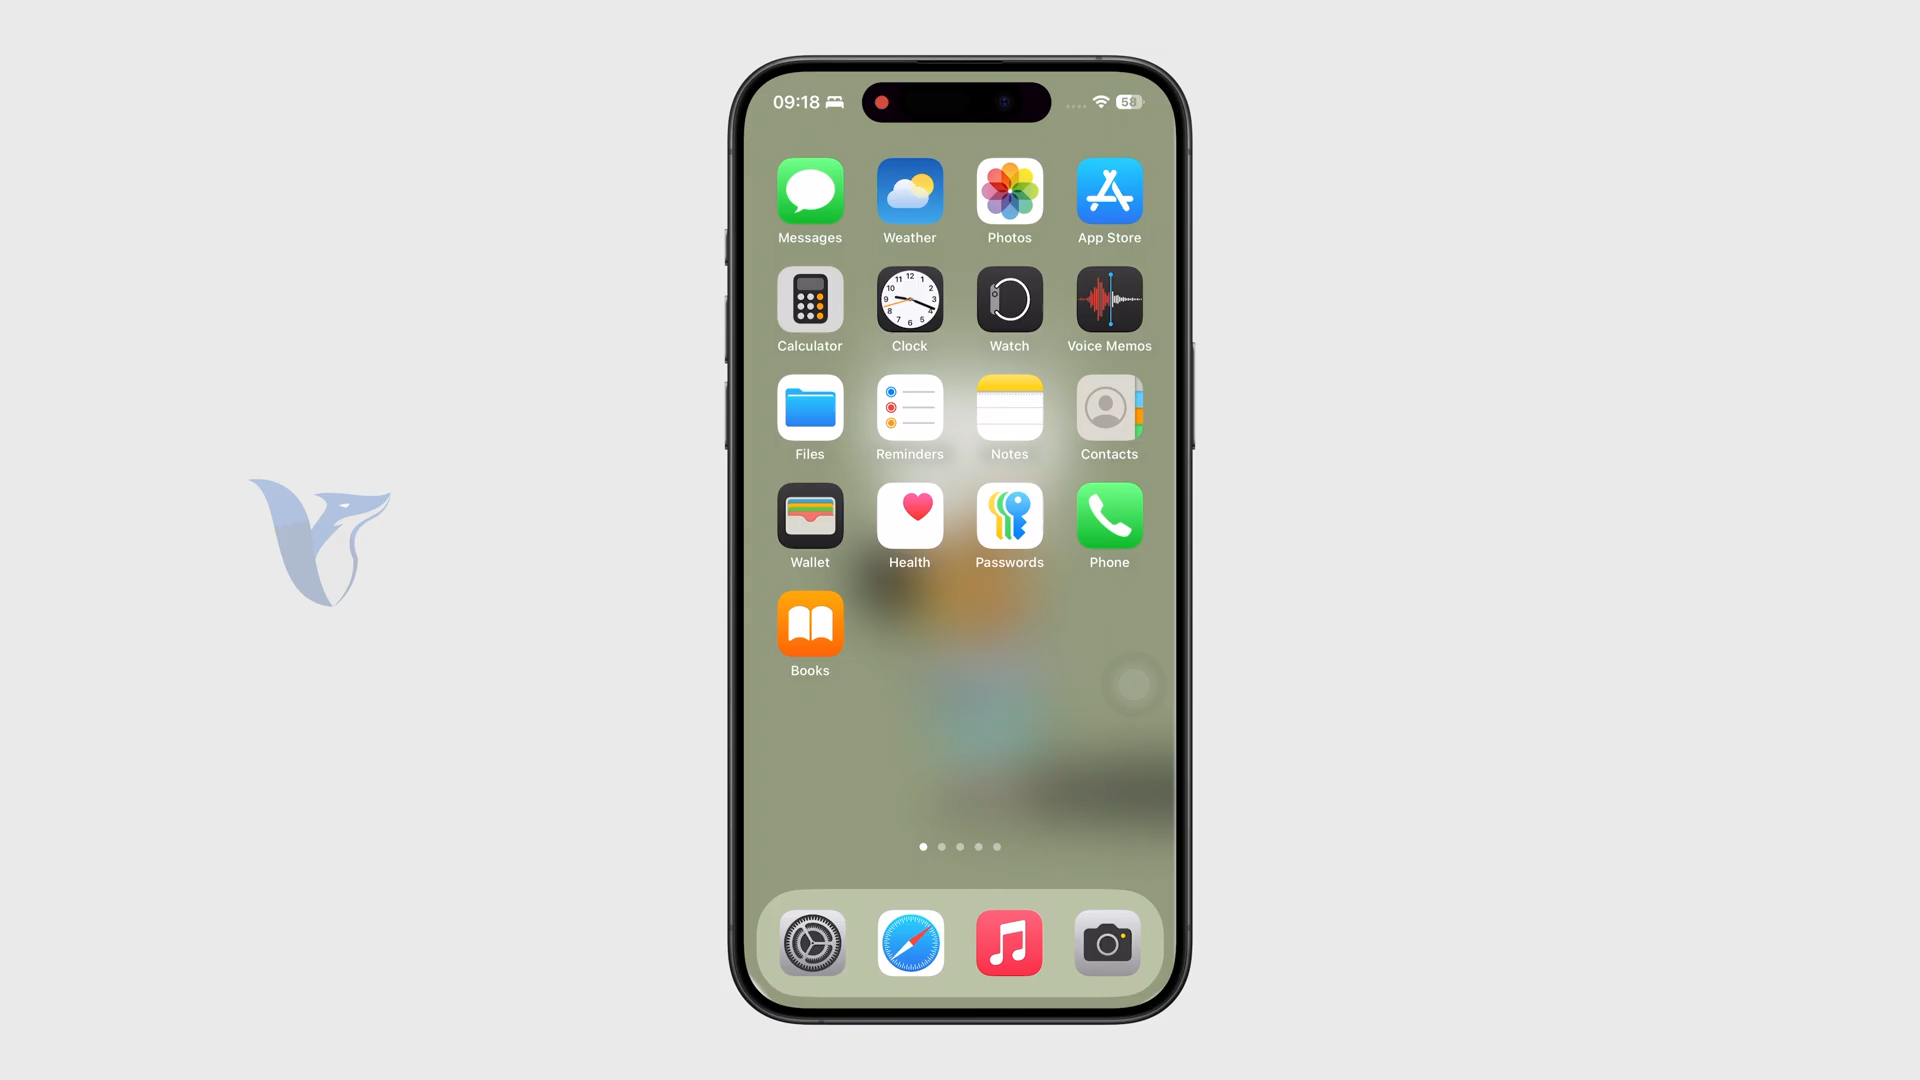 09:18
58
Messages
Weather
Photos
App Store
Calculator
Clock
Watch
Voice Memos
Files
Reminders
Notes
Contacts
Wallet
Health
Passwords
Phone
Books